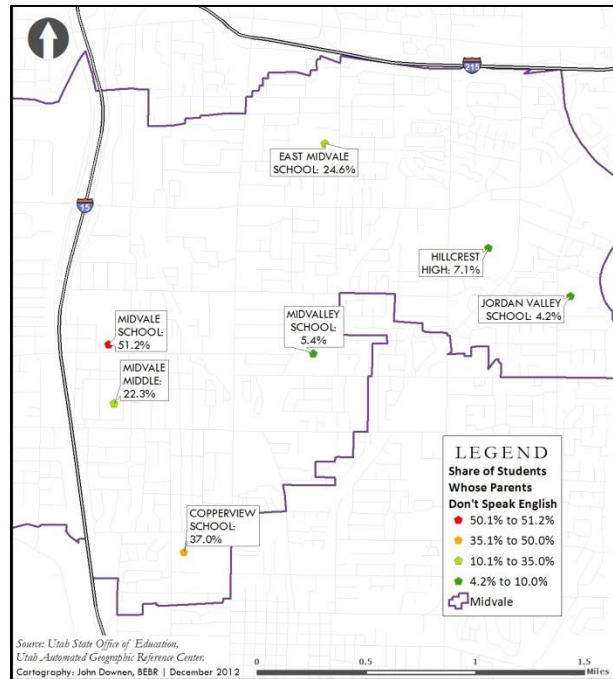 215
EAST MIDVALE
SCHOOL: 24.6%
15
HILLCREST
HIGH: 7.1%
JORDAN VALLEY
SCHOOL: 4.2%
MIDVALE
SCHOOL:
51.2%
MIDVALLEY
SCHOOL:
5.4%
MIDVALE
MIDDLE:
22.3%
COPPERVIEW
SCHOOL:
37.0%
LEGEND
Share of Students
Whose Parents
Don't Speak English
50.1% to 51.2%
35.1% to 50.0%
10.1% to 35.0%
4.2% to 10.0%
Midvale
Source: Utah State Office of Education,
Utah Automated Geographic Reference Center.
Cartography: John Downen, BEBR | December 2012
0 0.5 1 1.5
Miles